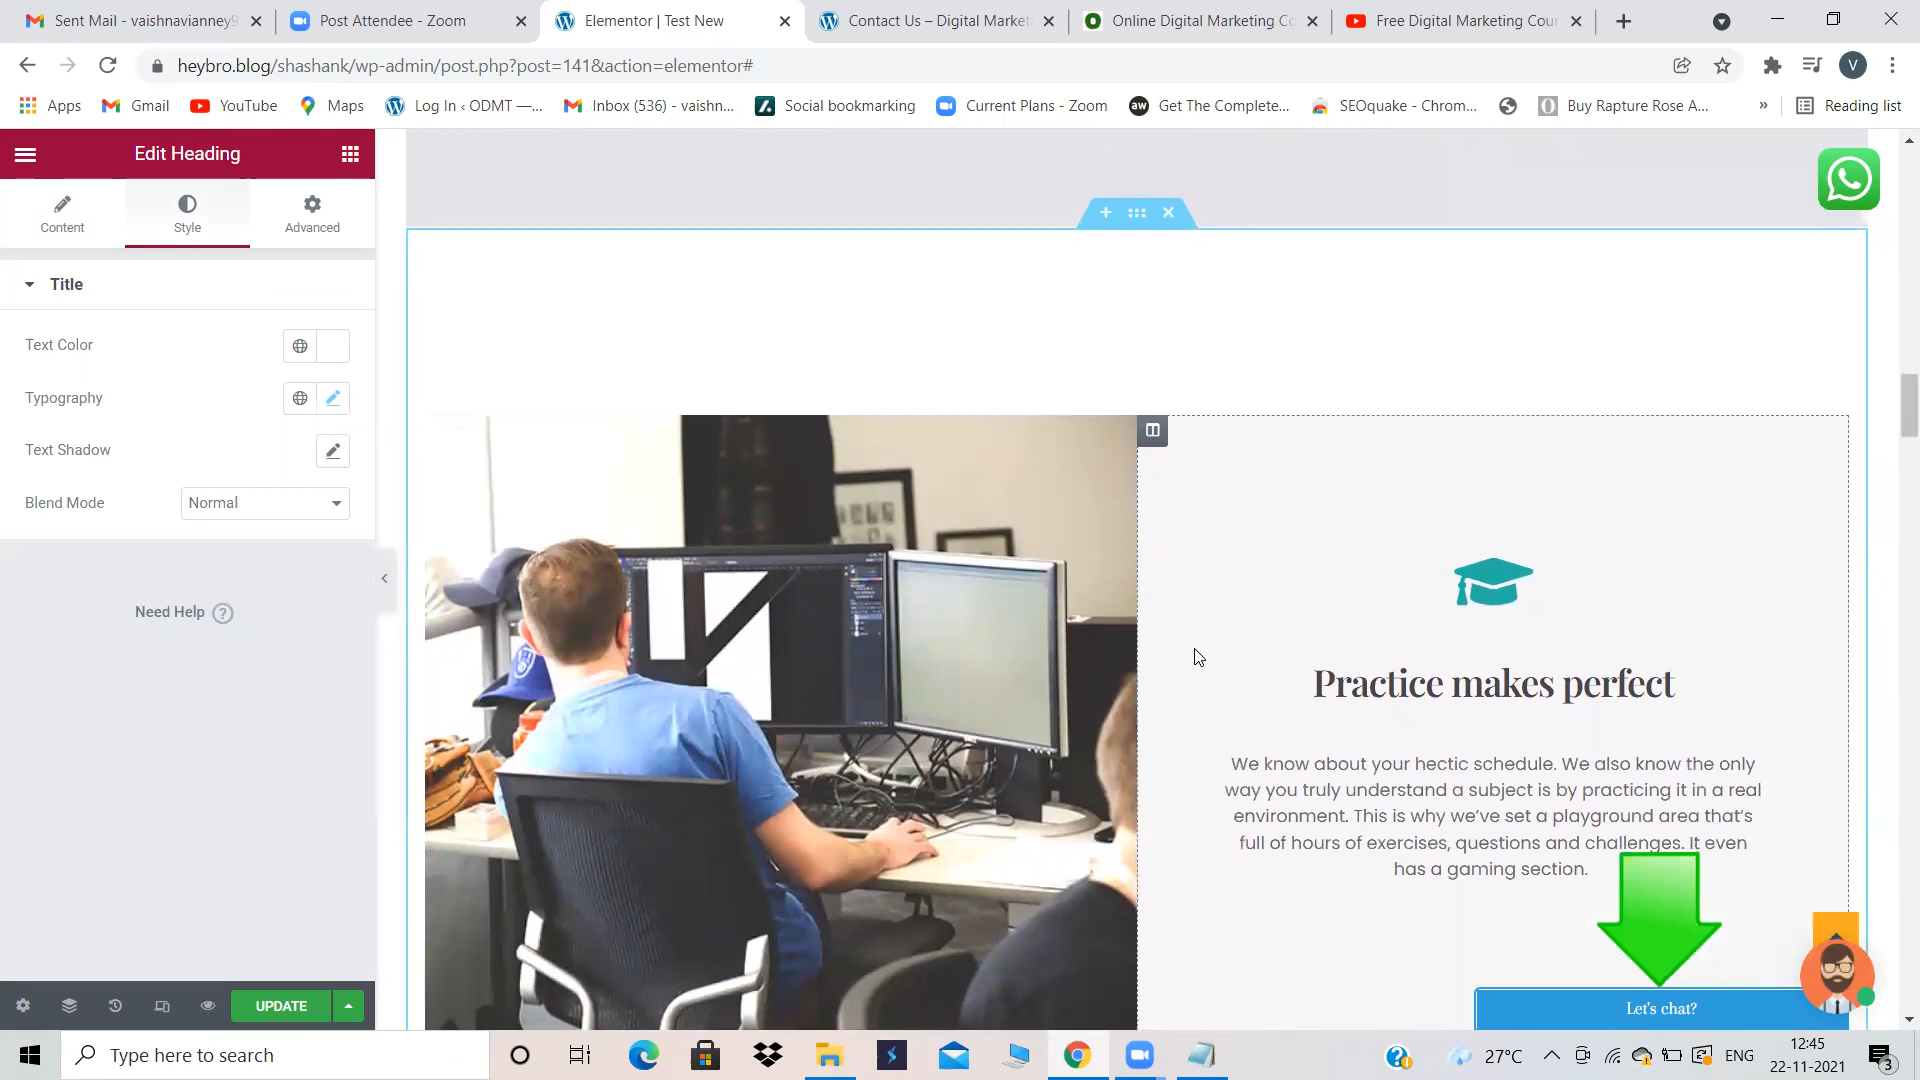 Sent Mail - vaishnavianney9
Post Attendee - Zoom
Elementor | Test New
Contact Us – Digital Market
Online Digital Marketing Co
Free Digital Marketing Cour
heybro.blog/shashank/wp-admin/post.php?post=141&action=elementor#
V
Apps
Gmail
YouTube
Maps
Log In ‹ ODMT —...
Inbox (536) - vaishn...
Social bookmarking
Current Plans - Zoom
aw
Get The Complete...
SEOquake - Chrom...
Buy Rapture Rose A...
»
Reading list
Edit Heading
Content
Style
Advanced
Title
Text Color
Typography
Text Shadow
Blend Mode
Normal
Need Help ?
UPDATE
Practice makes perfect
We know about your hectic schedule. We also know the only
way you truly understand a subject is by practicing it in a real
environment. This is why we've set a playground area that's
full of hours of exercises, questions and challenges. It even
has a gaming section.
Let's chat?
Type here to search
27°C
ENG
12:45
22-11-2021
3